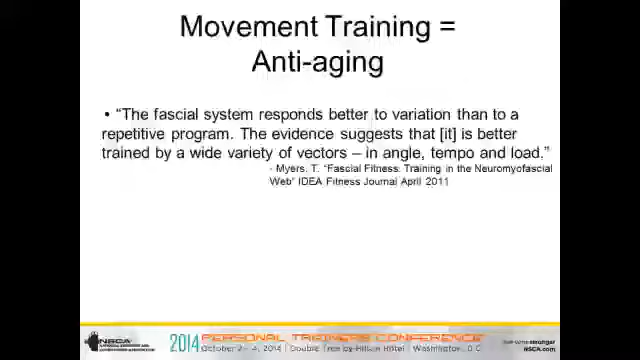 Movement Training =
Anti-aging
• “The fascial system responds better to variation than to a
repetitive program. The evidence suggests that [it] is better
trained by a wide variety of vectors – in angle, tempo and load.”
- Myers, T. “Fascial Fitness: Training in the Neuromyofascial
Web” IDEA Fitness Journal April 2011
NSCA
2014 PERSONAL TRAINERS CONFERENCE
October 2 – 4, 2014 | Double Tree by Hilton Hotel | Washington, D.C.
stronger
NSCA.com